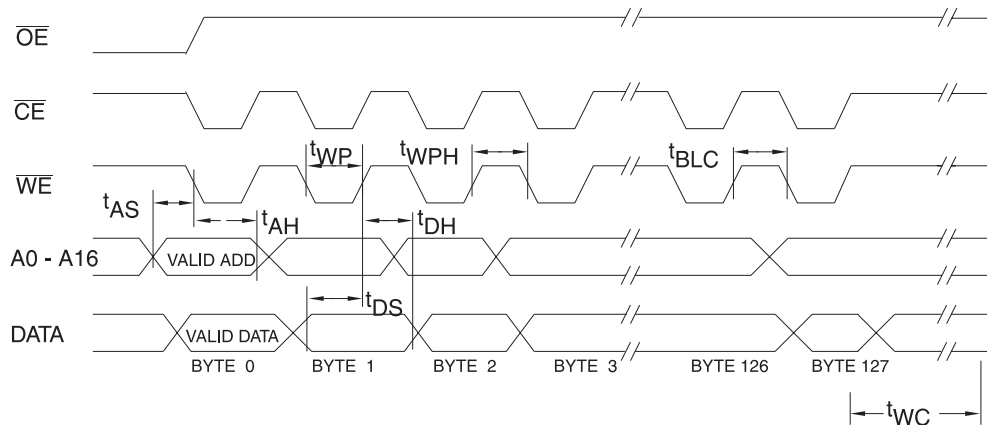 OE
CE
tWP
tWPH
tBLC
WE
tAS
tAH
tDH
A0 - A16
VALID ADD
tDS
DATA
VALID DATA
BYTE 0
BYTE 1
BYTE 2
BYTE 3
BYTE 126
BYTE 127
tWC